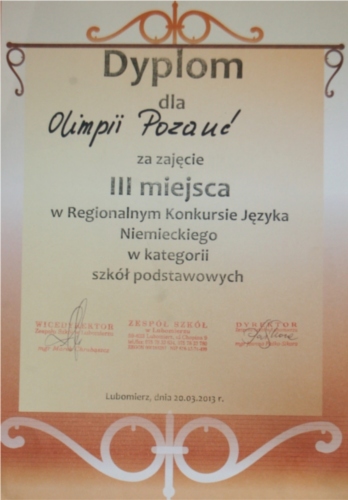 Dyplom
dla
Olimpii Pozauć
za zajęcie
III miejsca
w Regionalnym Konkursie Języka
Niemieckiego
w kategorii
szkół podstawowych
WICEDYREKTOR ZESPÓŁ SZKÓŁ DYREKTOR
w Lubomierzu
Lubomierz, dnia 20.03.2013 r.